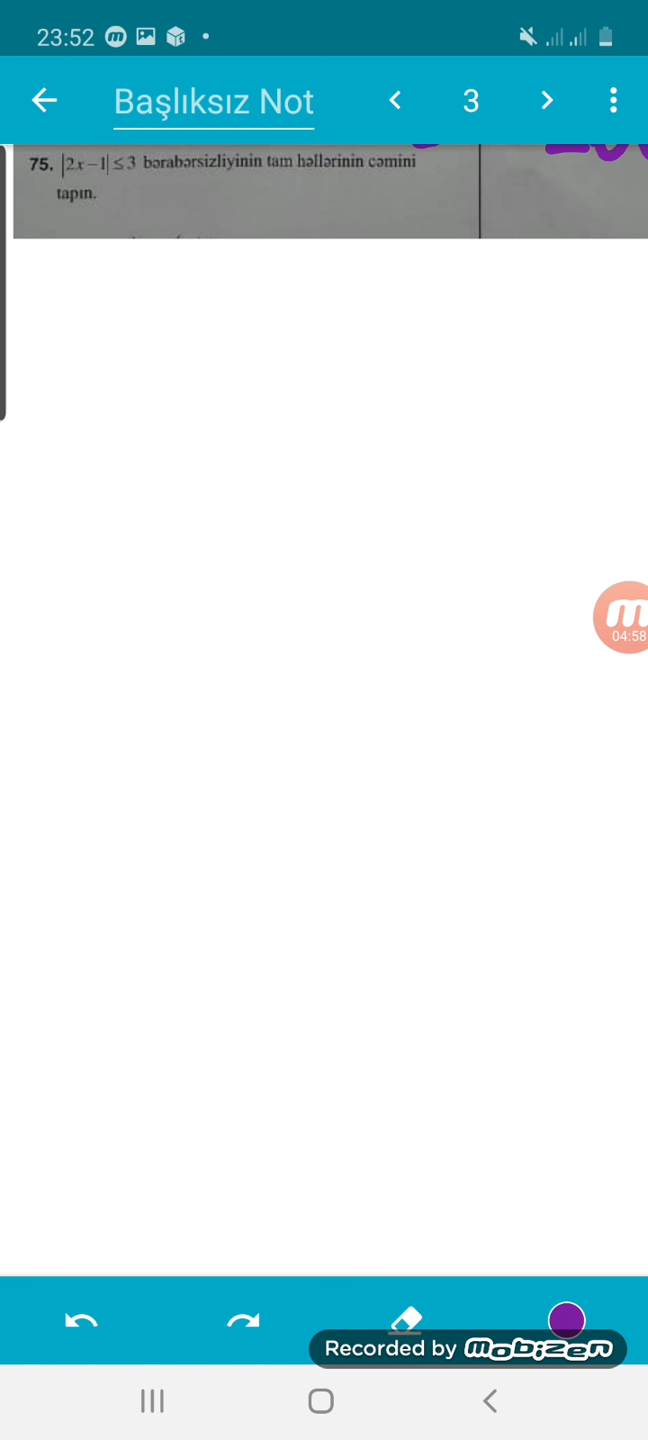 23:52
Başlıksız Not
3
75. |2x-1| ≤ 3 bərabərsizliyinin tam həllərinin cəmini
tapın.
m
04:58
Recorded by mobizen